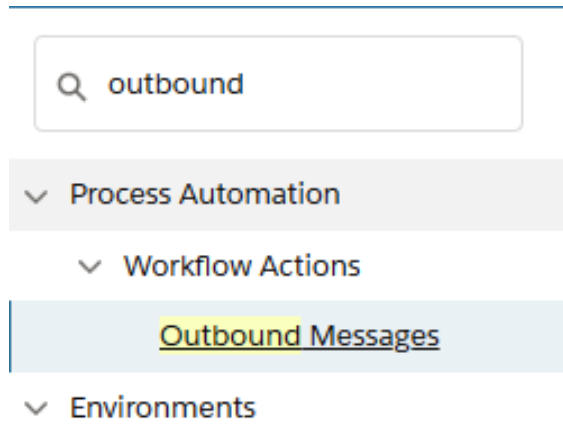 outbound
Process Automation
Workflow Actions
Outbound Messages
Environments